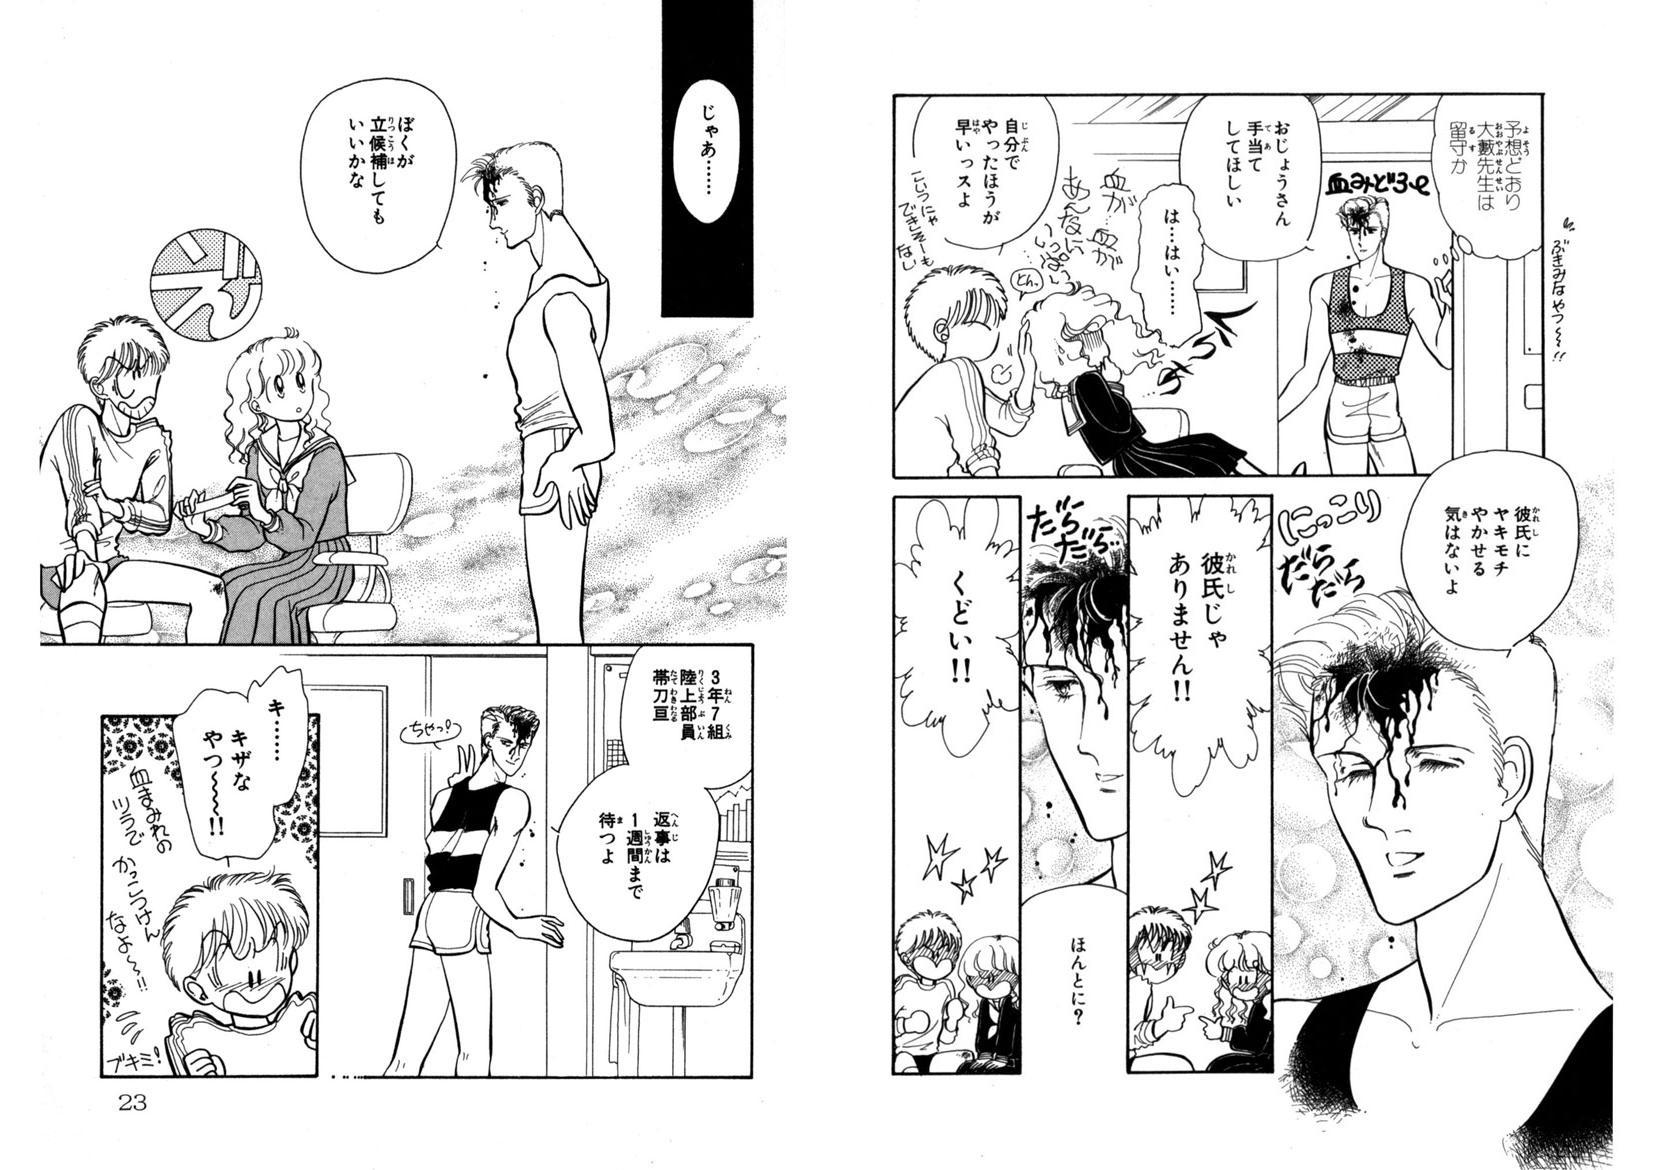 予想どおり
大藪先生は
留守か
ぶきみなやつ〜〜!!
血みどろ
おじょうさん
手当て
してほしい
は…はい……
血が…血が
あんなに
いっぱいっ
自分で
やったほうが
早いっスよ
こいつにゃ
できそーも
ない
彼氏に
ヤキモチ
やかせる
気はないよ
にっこり
だらだら
彼氏じゃ
ありません!!
だらー
だら…
ほんとに?
くどい!!
じゃあ……
ぼくが
立候補しても
いいかな
3年7組
陸上部員
帯刀亘
返事は
1週間まで
待つよ
ちゃっ!
キ……
キザな
やつ〜〜〜!!
血まみれの
ツラで
かっこつけん
なよ〜!!
ブキミ!
23